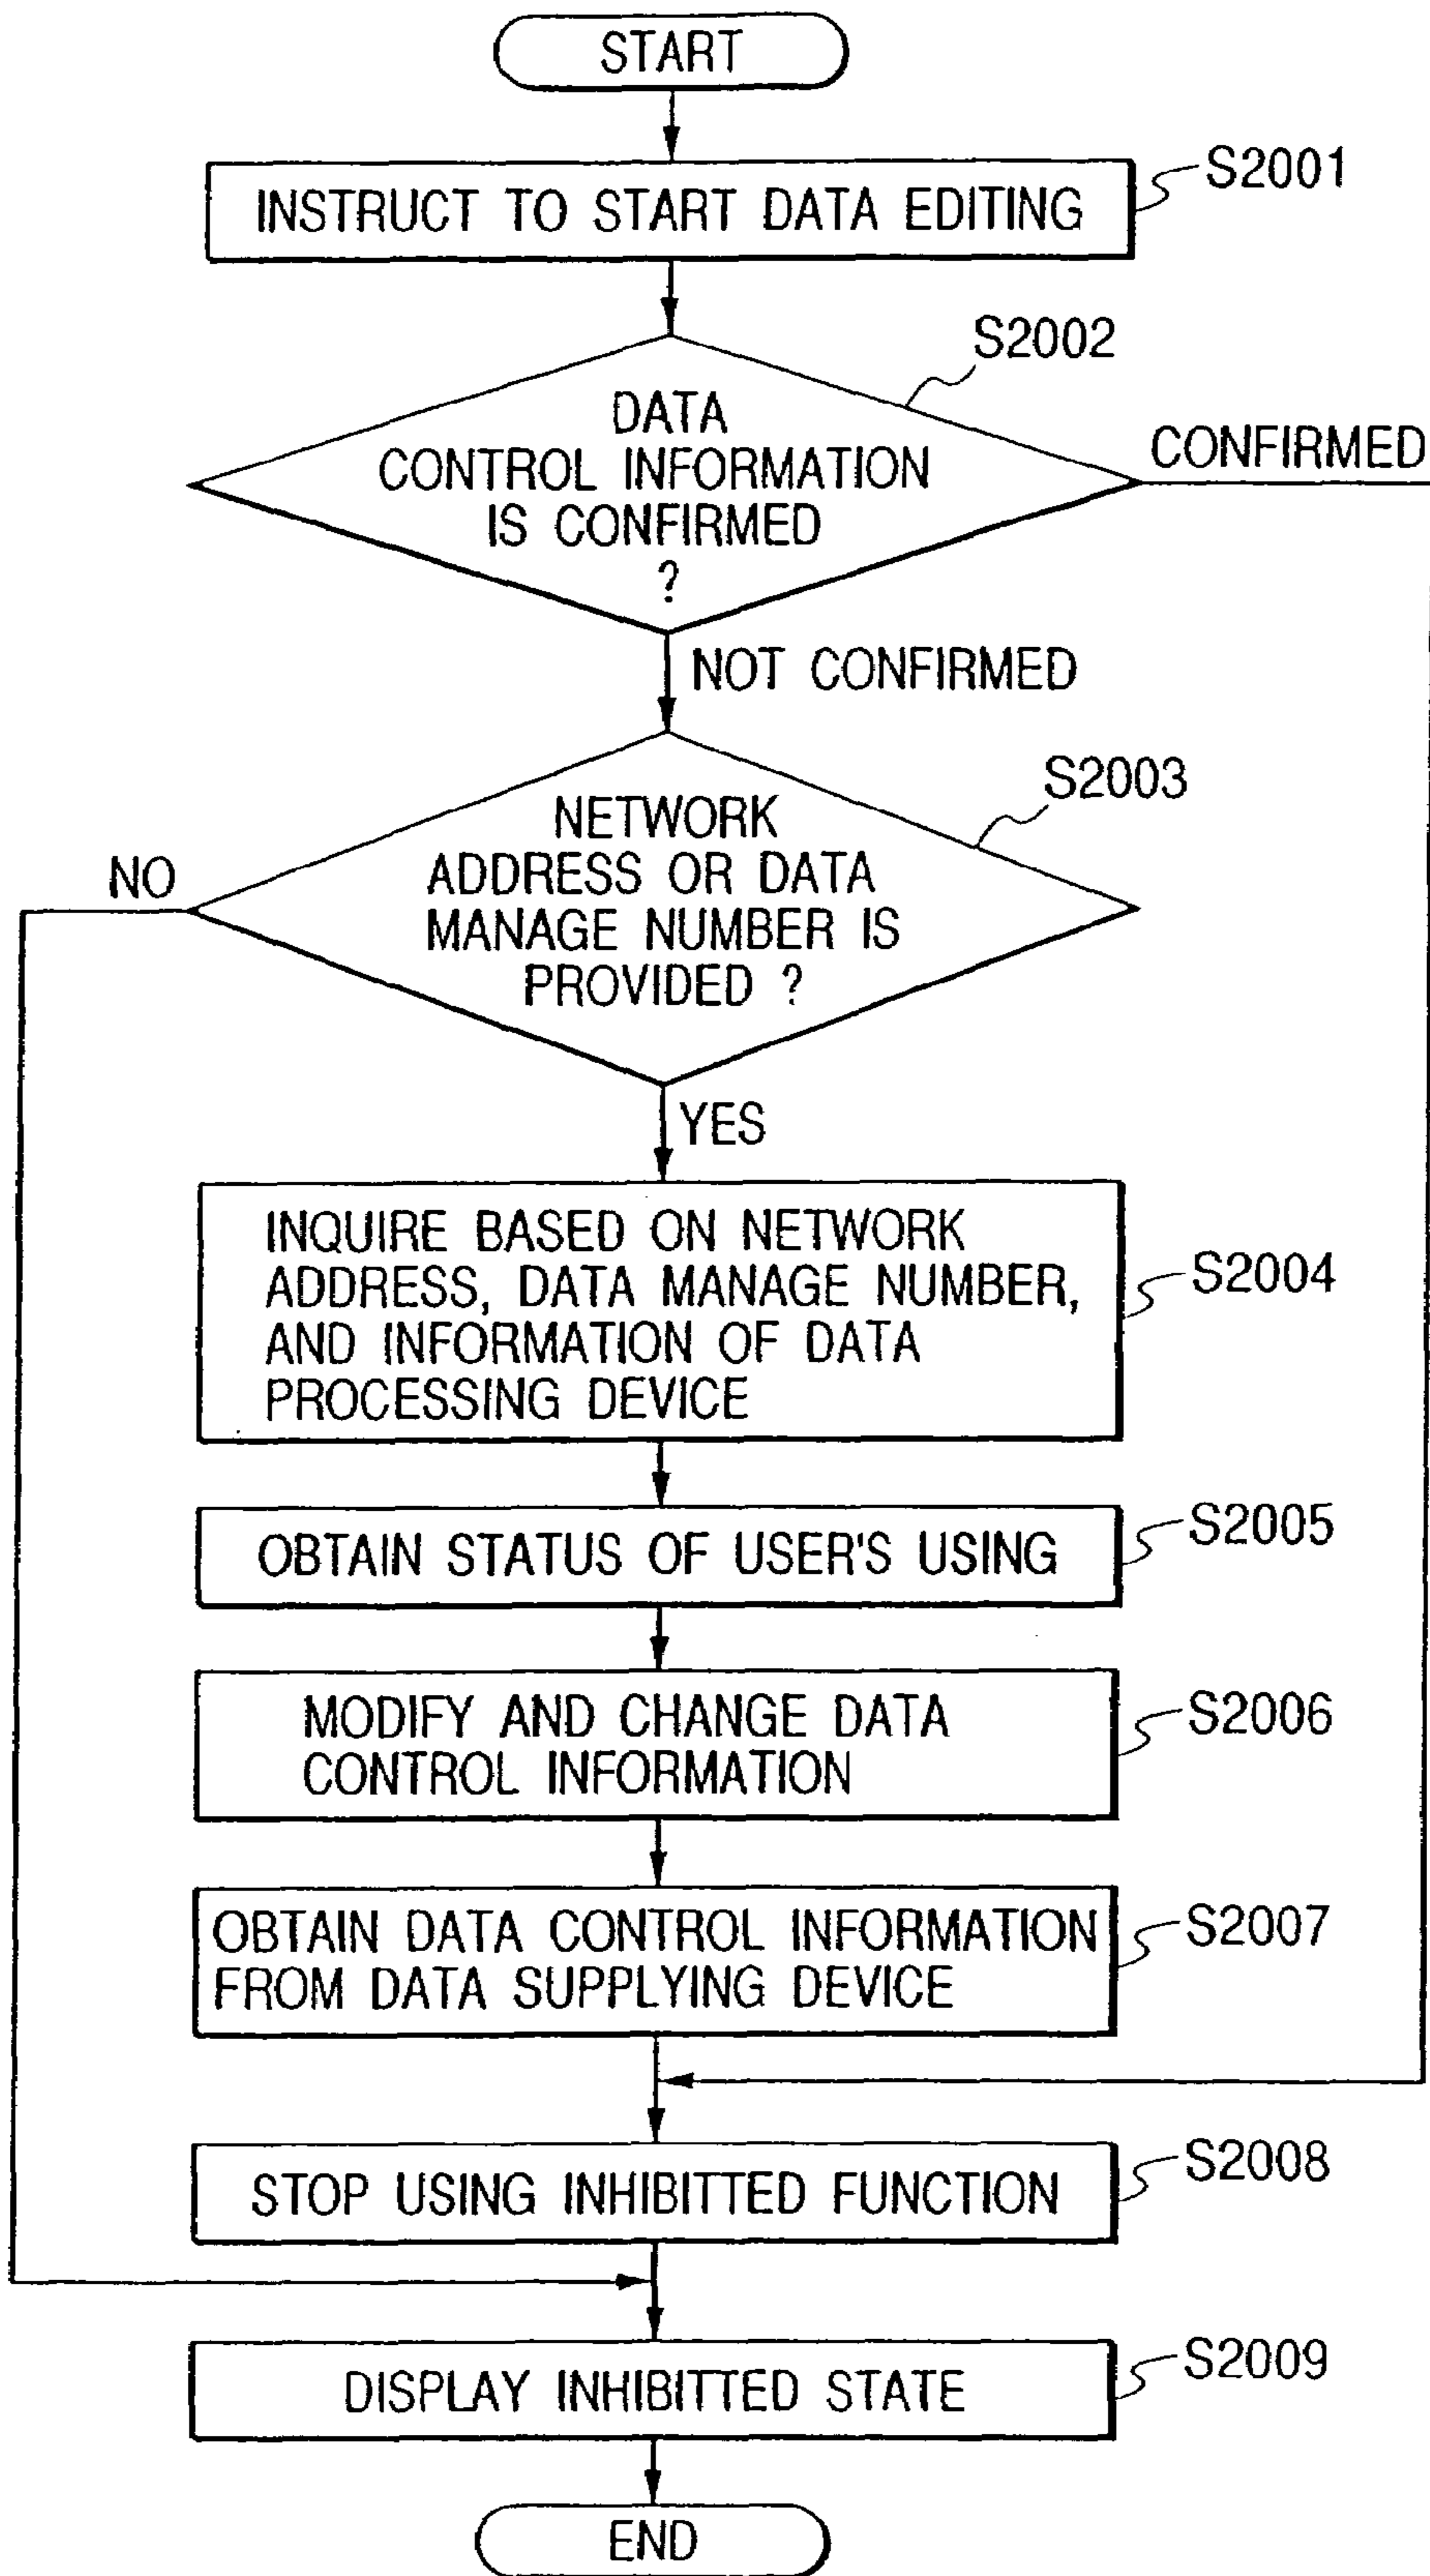 START
INSTRUCT TO START DATA EDITING
S2001
S2002
DATA
CONTROL INFORMATION
IS CONFIRMED
?
CONFIRMED
NOT CONFIRMED
S2003
NETWORK
ADDRESS OR DATA
MANAGE NUMBER IS
PROVIDED ?
NO
YES
INQUIRE BASED ON NETWORK
ADDRESS, DATA MANAGE NUMBER,
AND INFORMATION OF DATA
PROCESSING DEVICE
S2004
OBTAIN STATUS OF USER'S USING
S2005
MODIFY AND CHANGE DATA
CONTROL INFORMATION
S2006
OBTAIN DATA CONTROL INFORMATION
FROM DATA SUPPLYING DEVICE
S2007
STOP USING INHIBITTED FUNCTION
S2008
DISPLAY INHIBITTED STATE
S2009
END